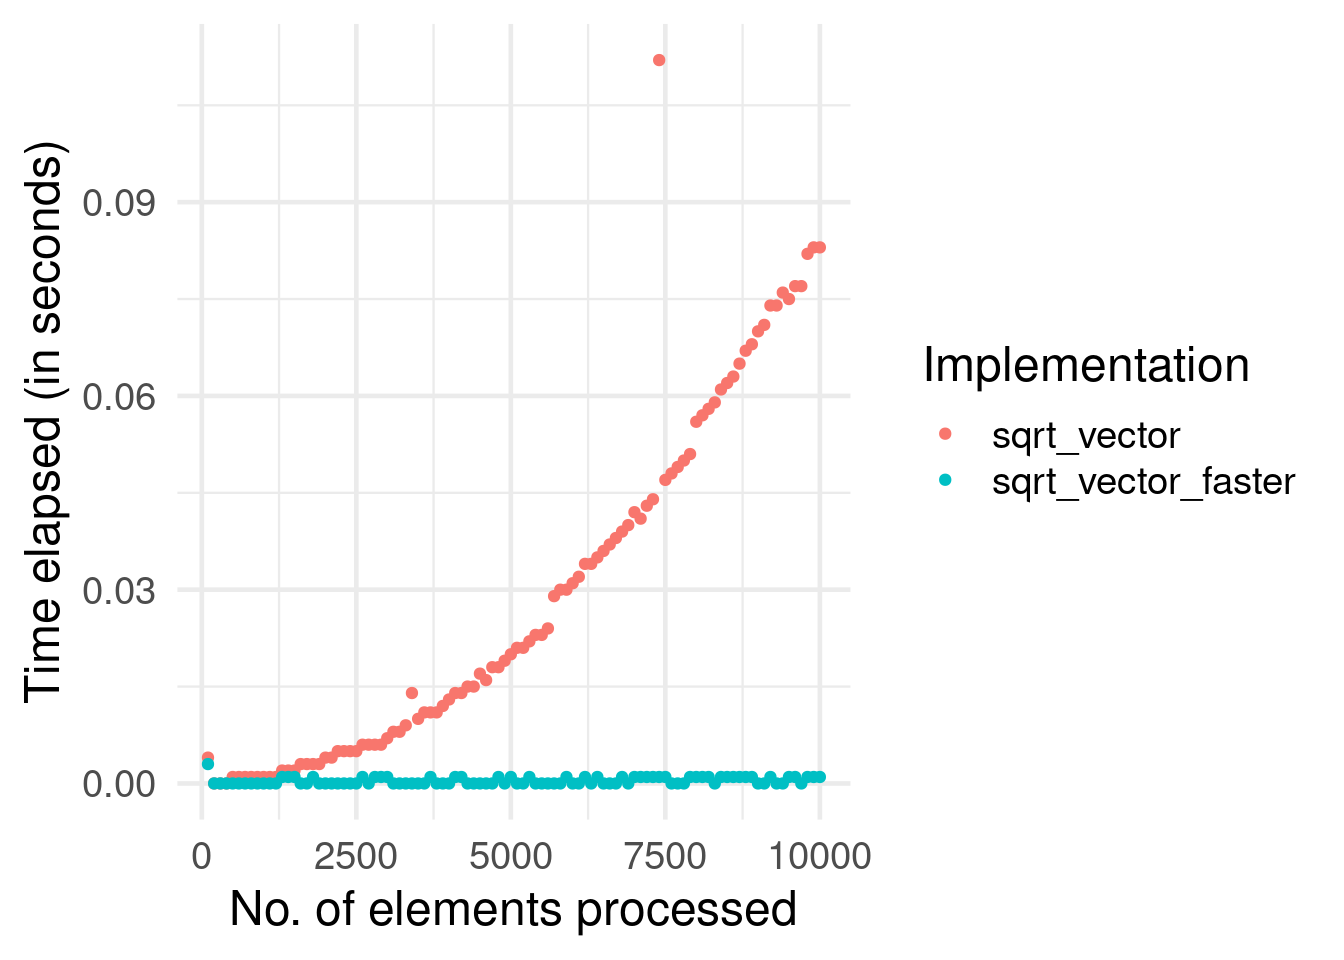 Time elapsed (in seconds)
0.09
0.06
0.03
0.00
0 2500 5000 7500 10000
No. of elements processed
Implementation
sqrt_vector
sqrt_vector_faster